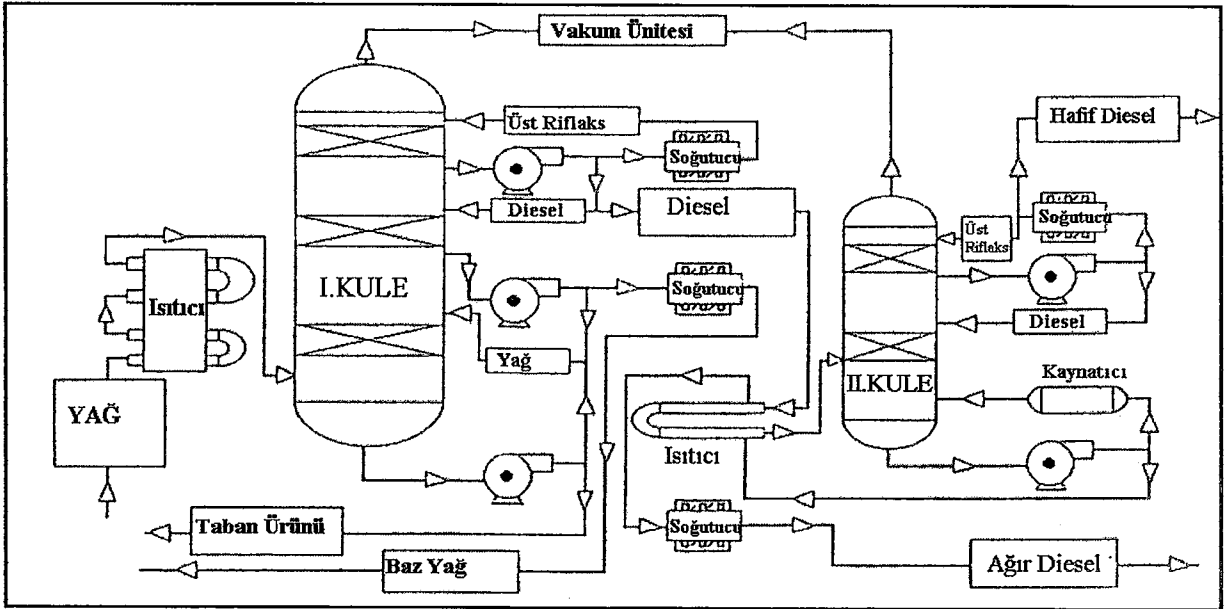 Vakum Ünitesi
Üst Riflaks
Soğutucu
Hafif Diesel
Diesel
Diesel
Üst
Riflaks
Soğutucu
I.KULE
Isıtıcı
Soğutucu
Diesel
Yağ
II.KULE
Kaynatıcı
YAĞ
Isıtıcı
Taban Ürünü
Soğutucu
Baz Yağ
Ağır Diesel